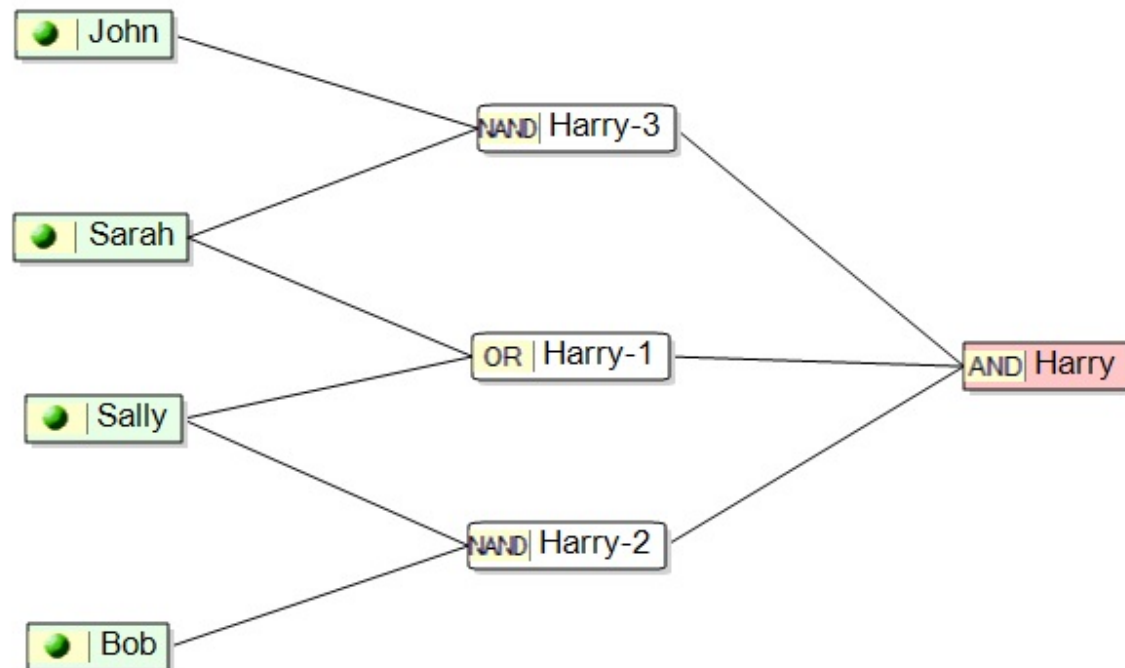 John
NAND Harry-3
Sarah
OR Harry-1
AND Harry
Sally
NAND Harry-2
Bob